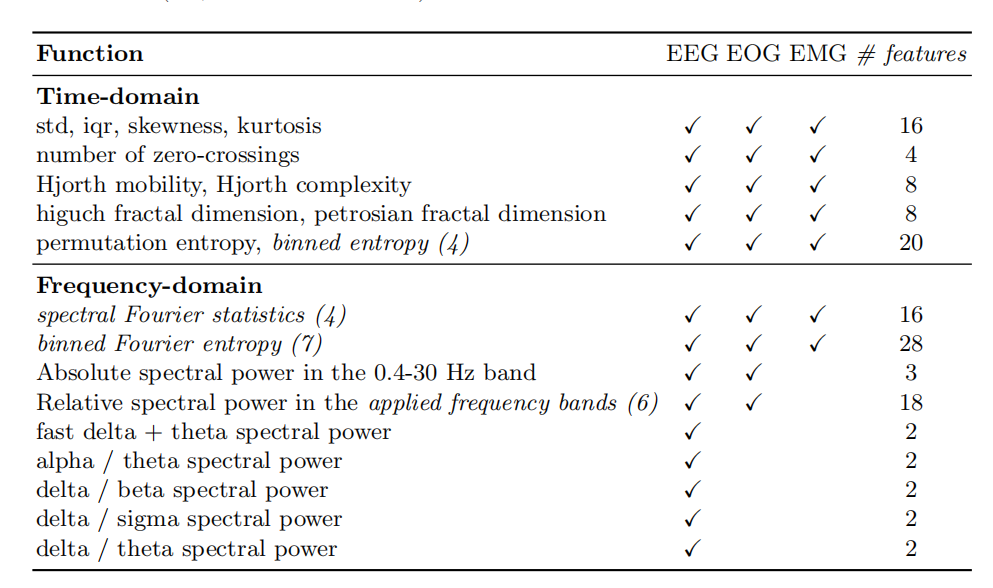 Function EEG EOG EMG # features
Time-domain
std, iqr, skewness, kurtosis ✓ ✓ ✓ 16
number of zero-crossings ✓ ✓ ✓ 4
Hjorth mobility, Hjorth complexity ✓ ✓ ✓ 8
higuch fractal dimension, petrosian fractal dimension ✓ ✓ ✓ 8
permutation entropy, binned entropy (4) ✓ ✓ ✓ 20
Frequency-domain
spectral Fourier statistics (4) ✓ ✓ ✓ 16
binned Fourier entropy (7) ✓ ✓ ✓ 28
Absolute spectral power in the 0.4-30 Hz band ✓ ✓ 3
Relative spectral power in the applied frequency bands (6) ✓ ✓ 18
fast delta + theta spectral power ✓ 2
alpha / theta spectral power ✓ 2
delta / beta spectral power ✓ 2
delta / sigma spectral power ✓ 2
delta / theta spectral power ✓ 2